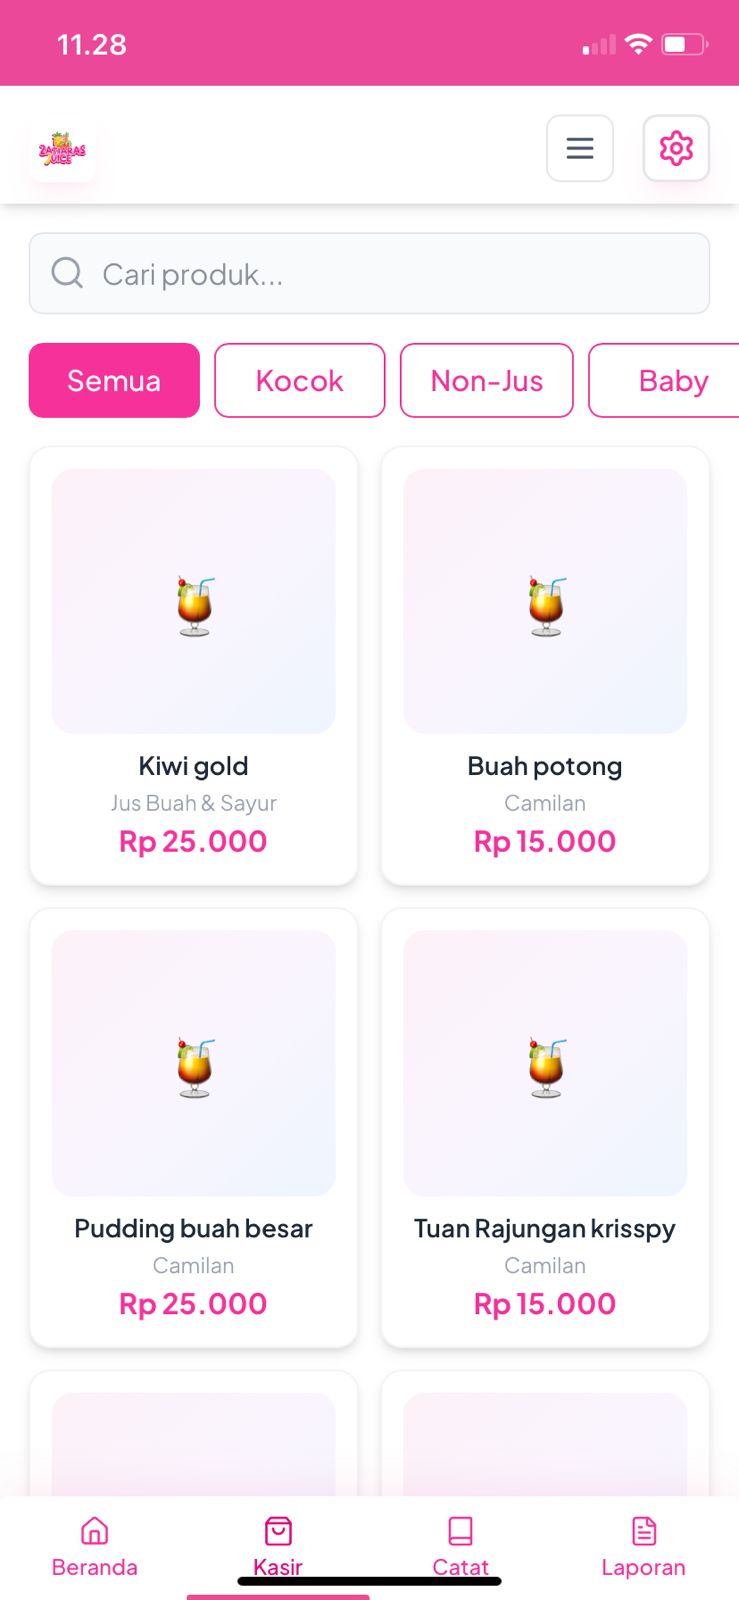 11.28
ZATIARAS
JUICE
Cari produk...
Semua
Kocok
Non-Jus
Baby
Kiwi gold
Jus Buah & Sayur
Rp 25.000
Buah potong
Camilan
Rp 15.000
Pudding buah besar
Camilan
Rp 25.000
Tuan Rajungan krisspy
Camilan
Rp 15.000
Beranda
Kasir
Catat
Laporan